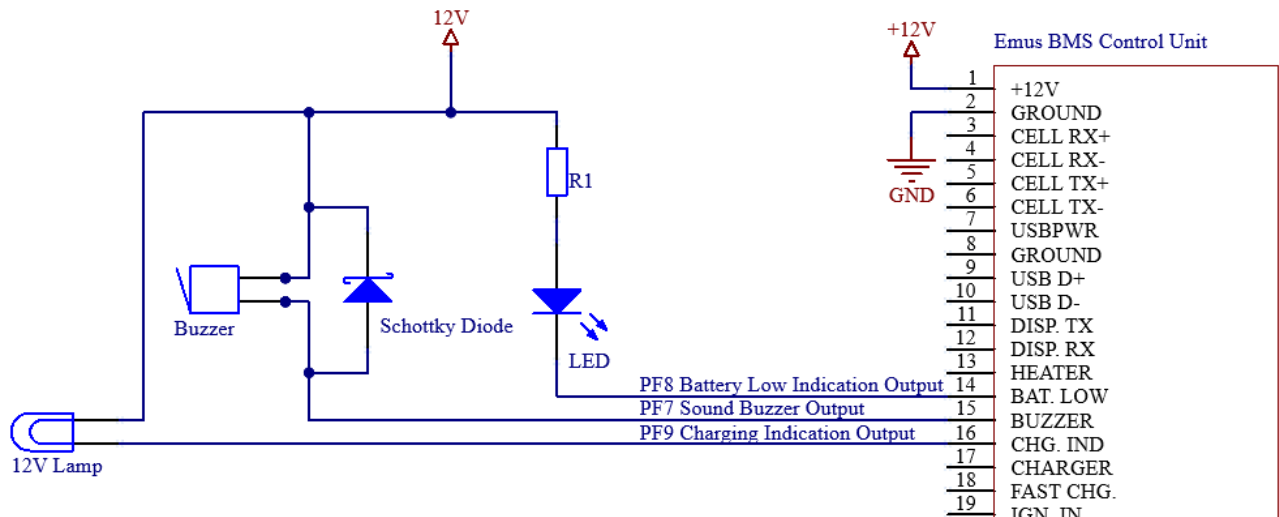 12V
+12V
Emus BMS Control Unit
1 +12V
2 GROUND
3 CELL RX+
4 CELL RX-
5 CELL TX+
6 CELL TX-
7 USBPWR
8 GROUND
9 USB D+
10 USB D-
11 DISP. TX
12 DISP. RX
13 HEATER
14 BAT. LOW
15 BUZZER
16 CHG. IND
17 CHARGER
18 FAST CHG.
19 IGN. IN
GND
R1
Buzzer
Schottky Diode
LED
PF8 Battery Low Indication Output
PF7 Sound Buzzer Output
PF9 Charging Indication Output
12V Lamp